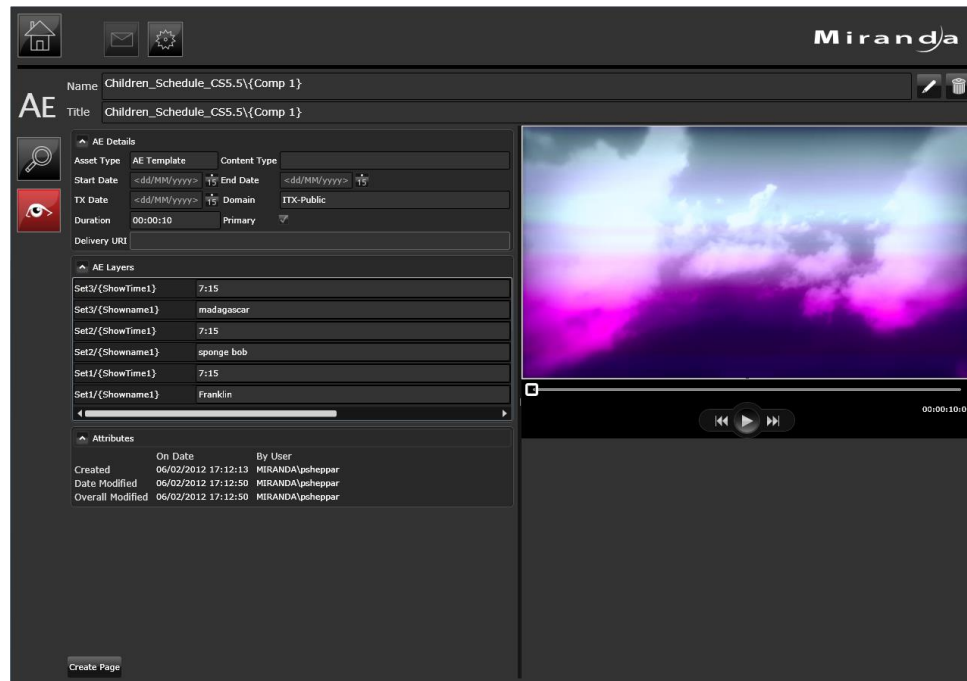 Miranda
Name Children_Schedule_CS5.5\{Comp 1}
AE
Title Children_Schedule_CS5.5\{Comp 1}
AE Details
Asset Type AE Template Content Type
Start Date <dd/MM/yyyy> 15 End Date <dd/MM/yyyy> 15
TX Date <dd/MM/yyyy> 15 Domain ITX-Public
Duration 00:00:10 Primary
Delivery URI
AE Layers
Set3/{ShowTime1} 7:15
Set3/{Showname1} madagascar
Set2/{ShowTime1} 7:15
Set2/{Showname1} sponge bob
Set1/{ShowTime1} 7:15
Set1/{Showname1} Franklin
00:00:10:0
Attributes
On Date By User
Created 06/02/2012 17:12:13 MIRANDA\psheppar
Date Modified 06/02/2012 17:12:50 MIRANDA\psheppar
Overall Modified 06/02/2012 17:12:50 MIRANDA\psheppar
Create Page